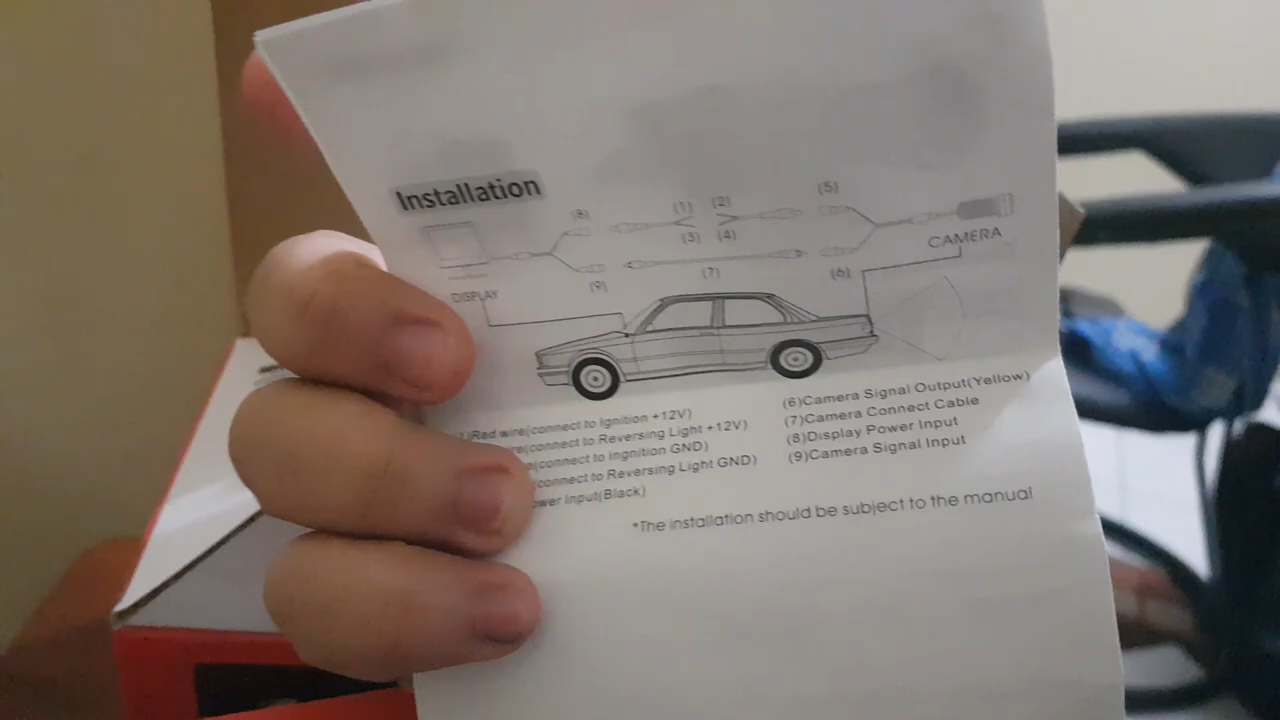 Installation
(8) (1) (2) (5)
(3) (4)
CAMERA
(9) (7) (6)
DISPLAY
Red wire(connect to Ignition +12V)
(connect to Reversing Light +12V)
(connect to Ingnition GND)
connect to Reversing Light GND)
Input(Black)
(6)Camera Signal Output(Yellow)
(7)Camera Connect Cable
(8)Display Power Input
(9)Camera Signal Input
*The installation should be subject to the manual